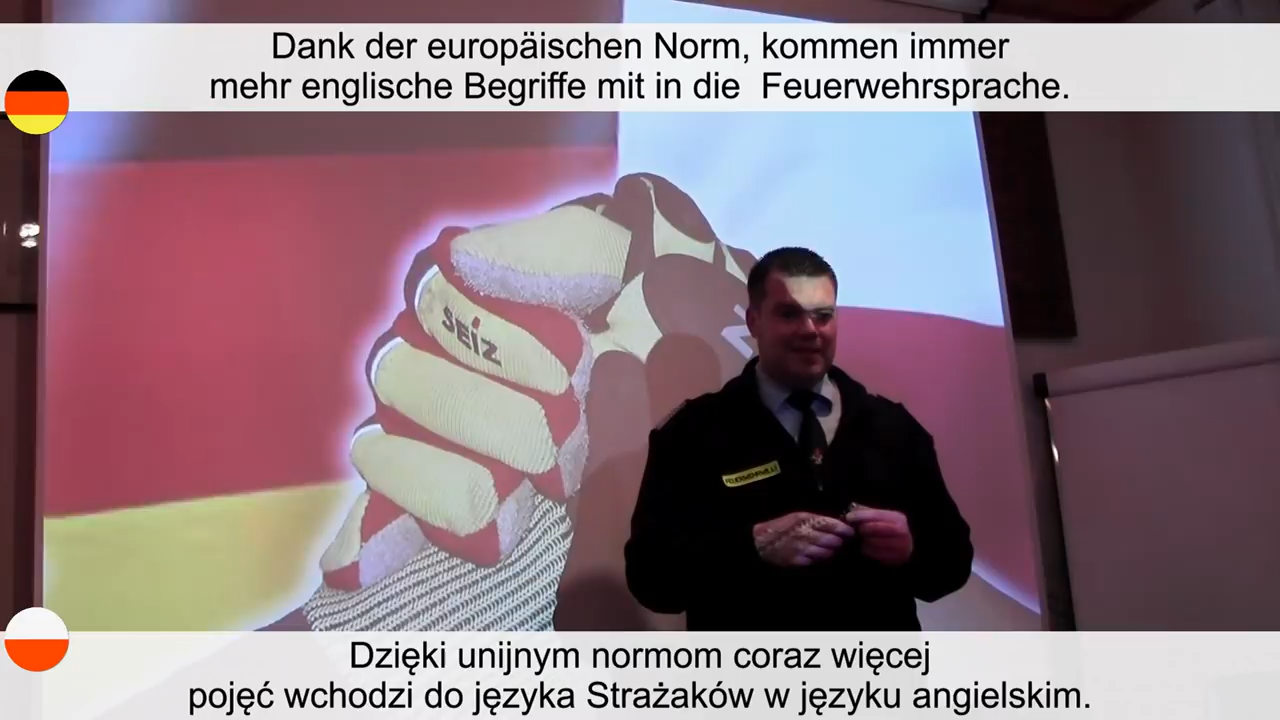 Dank der europäischen Norm, kommen immer
mehr englische Begriffe mit in die  Feuerwehrsprache.
SEIZ
Dzięki unijnym normom coraz więcej
pojęć wchodzi do języka Strażaków w języku angielskim.